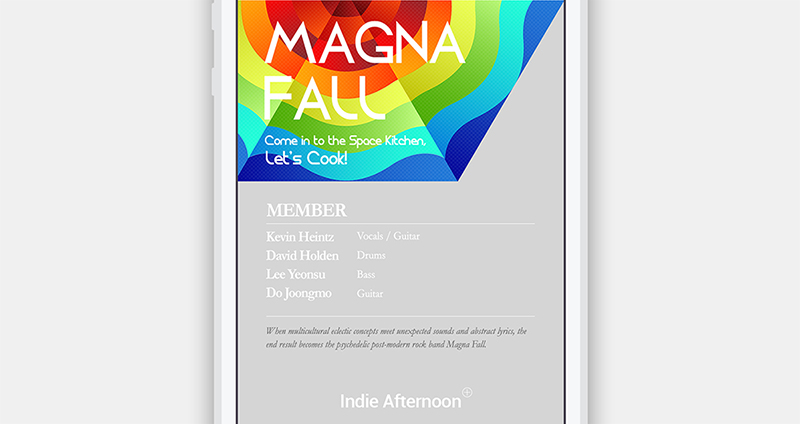 MAGNA
FALL
Come in to the Space Kitchen,
Let's Cook!
MEMBER
Kevin Heintz Vocals / Guitar
David Holden Drums
Lee Yeonsu Bass
Do Joongmo Guitar
When multicultural eclectic concepts meet unexpected sounds and abstract lyrics, the
end result becomes the psychedelic post-modern rock band Magna Fall.
Indie Afternoon